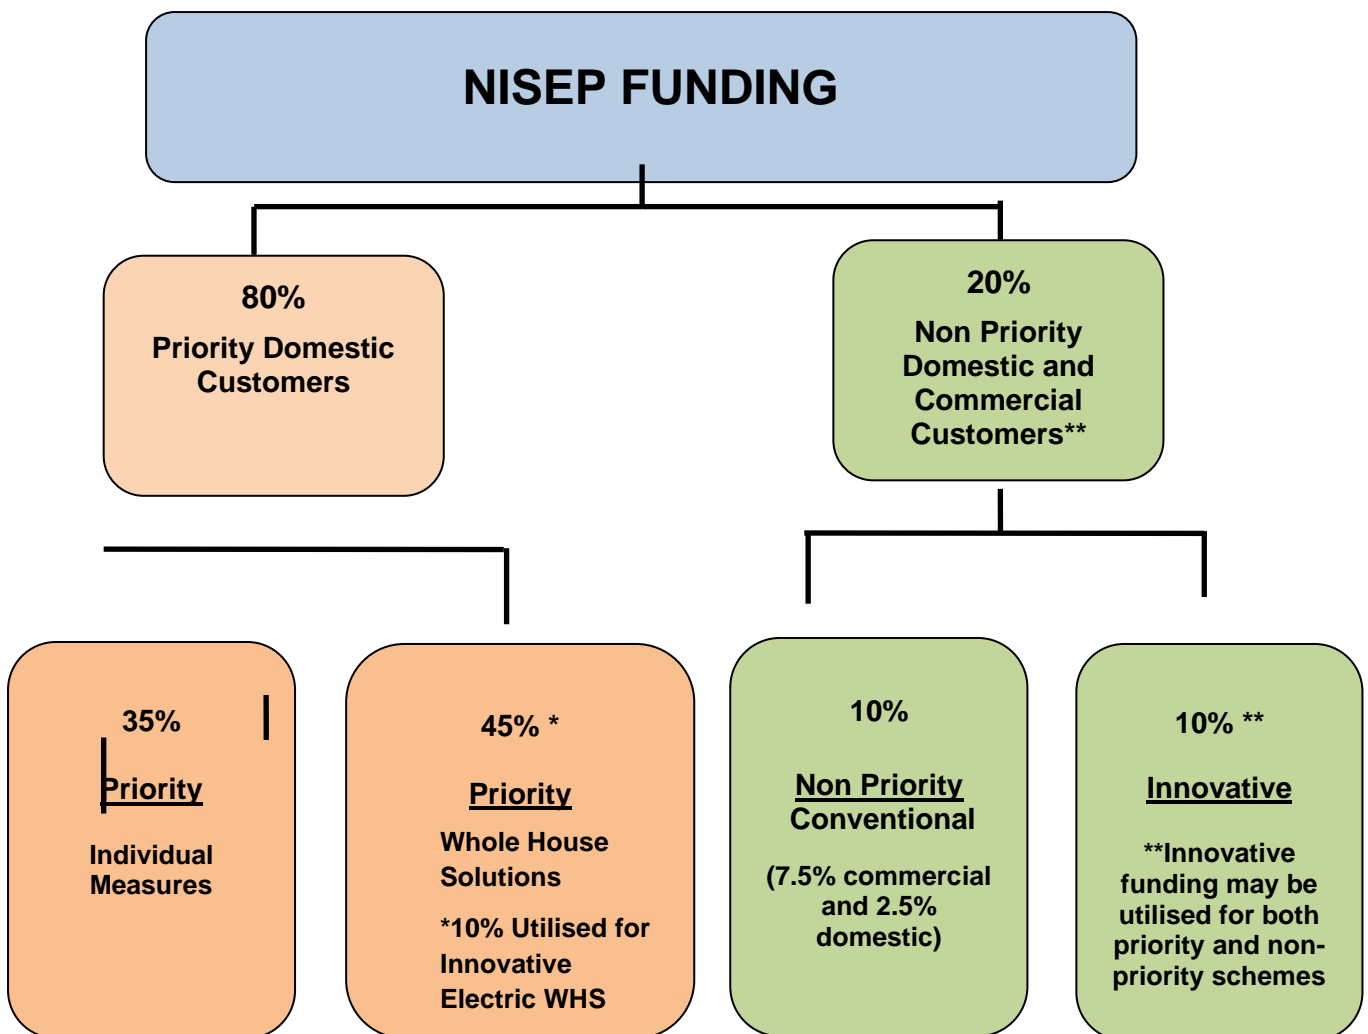 NISEP FUNDING
80%
Priority Domestic
Customers
20%
Non Priority
Domestic and
Commercial
Customers**
35%
Priority
Individual
Measures
45% *
Priority
Whole House
Solutions
*10% Utilised for
Innovative
Electric WHS
10%
Non Priority
Conventional
(7.5% commercial
and 2.5%
domestic)
10% **
Innovative
**Innovative
funding may be
utilised for both
priority and non-
priority schemes